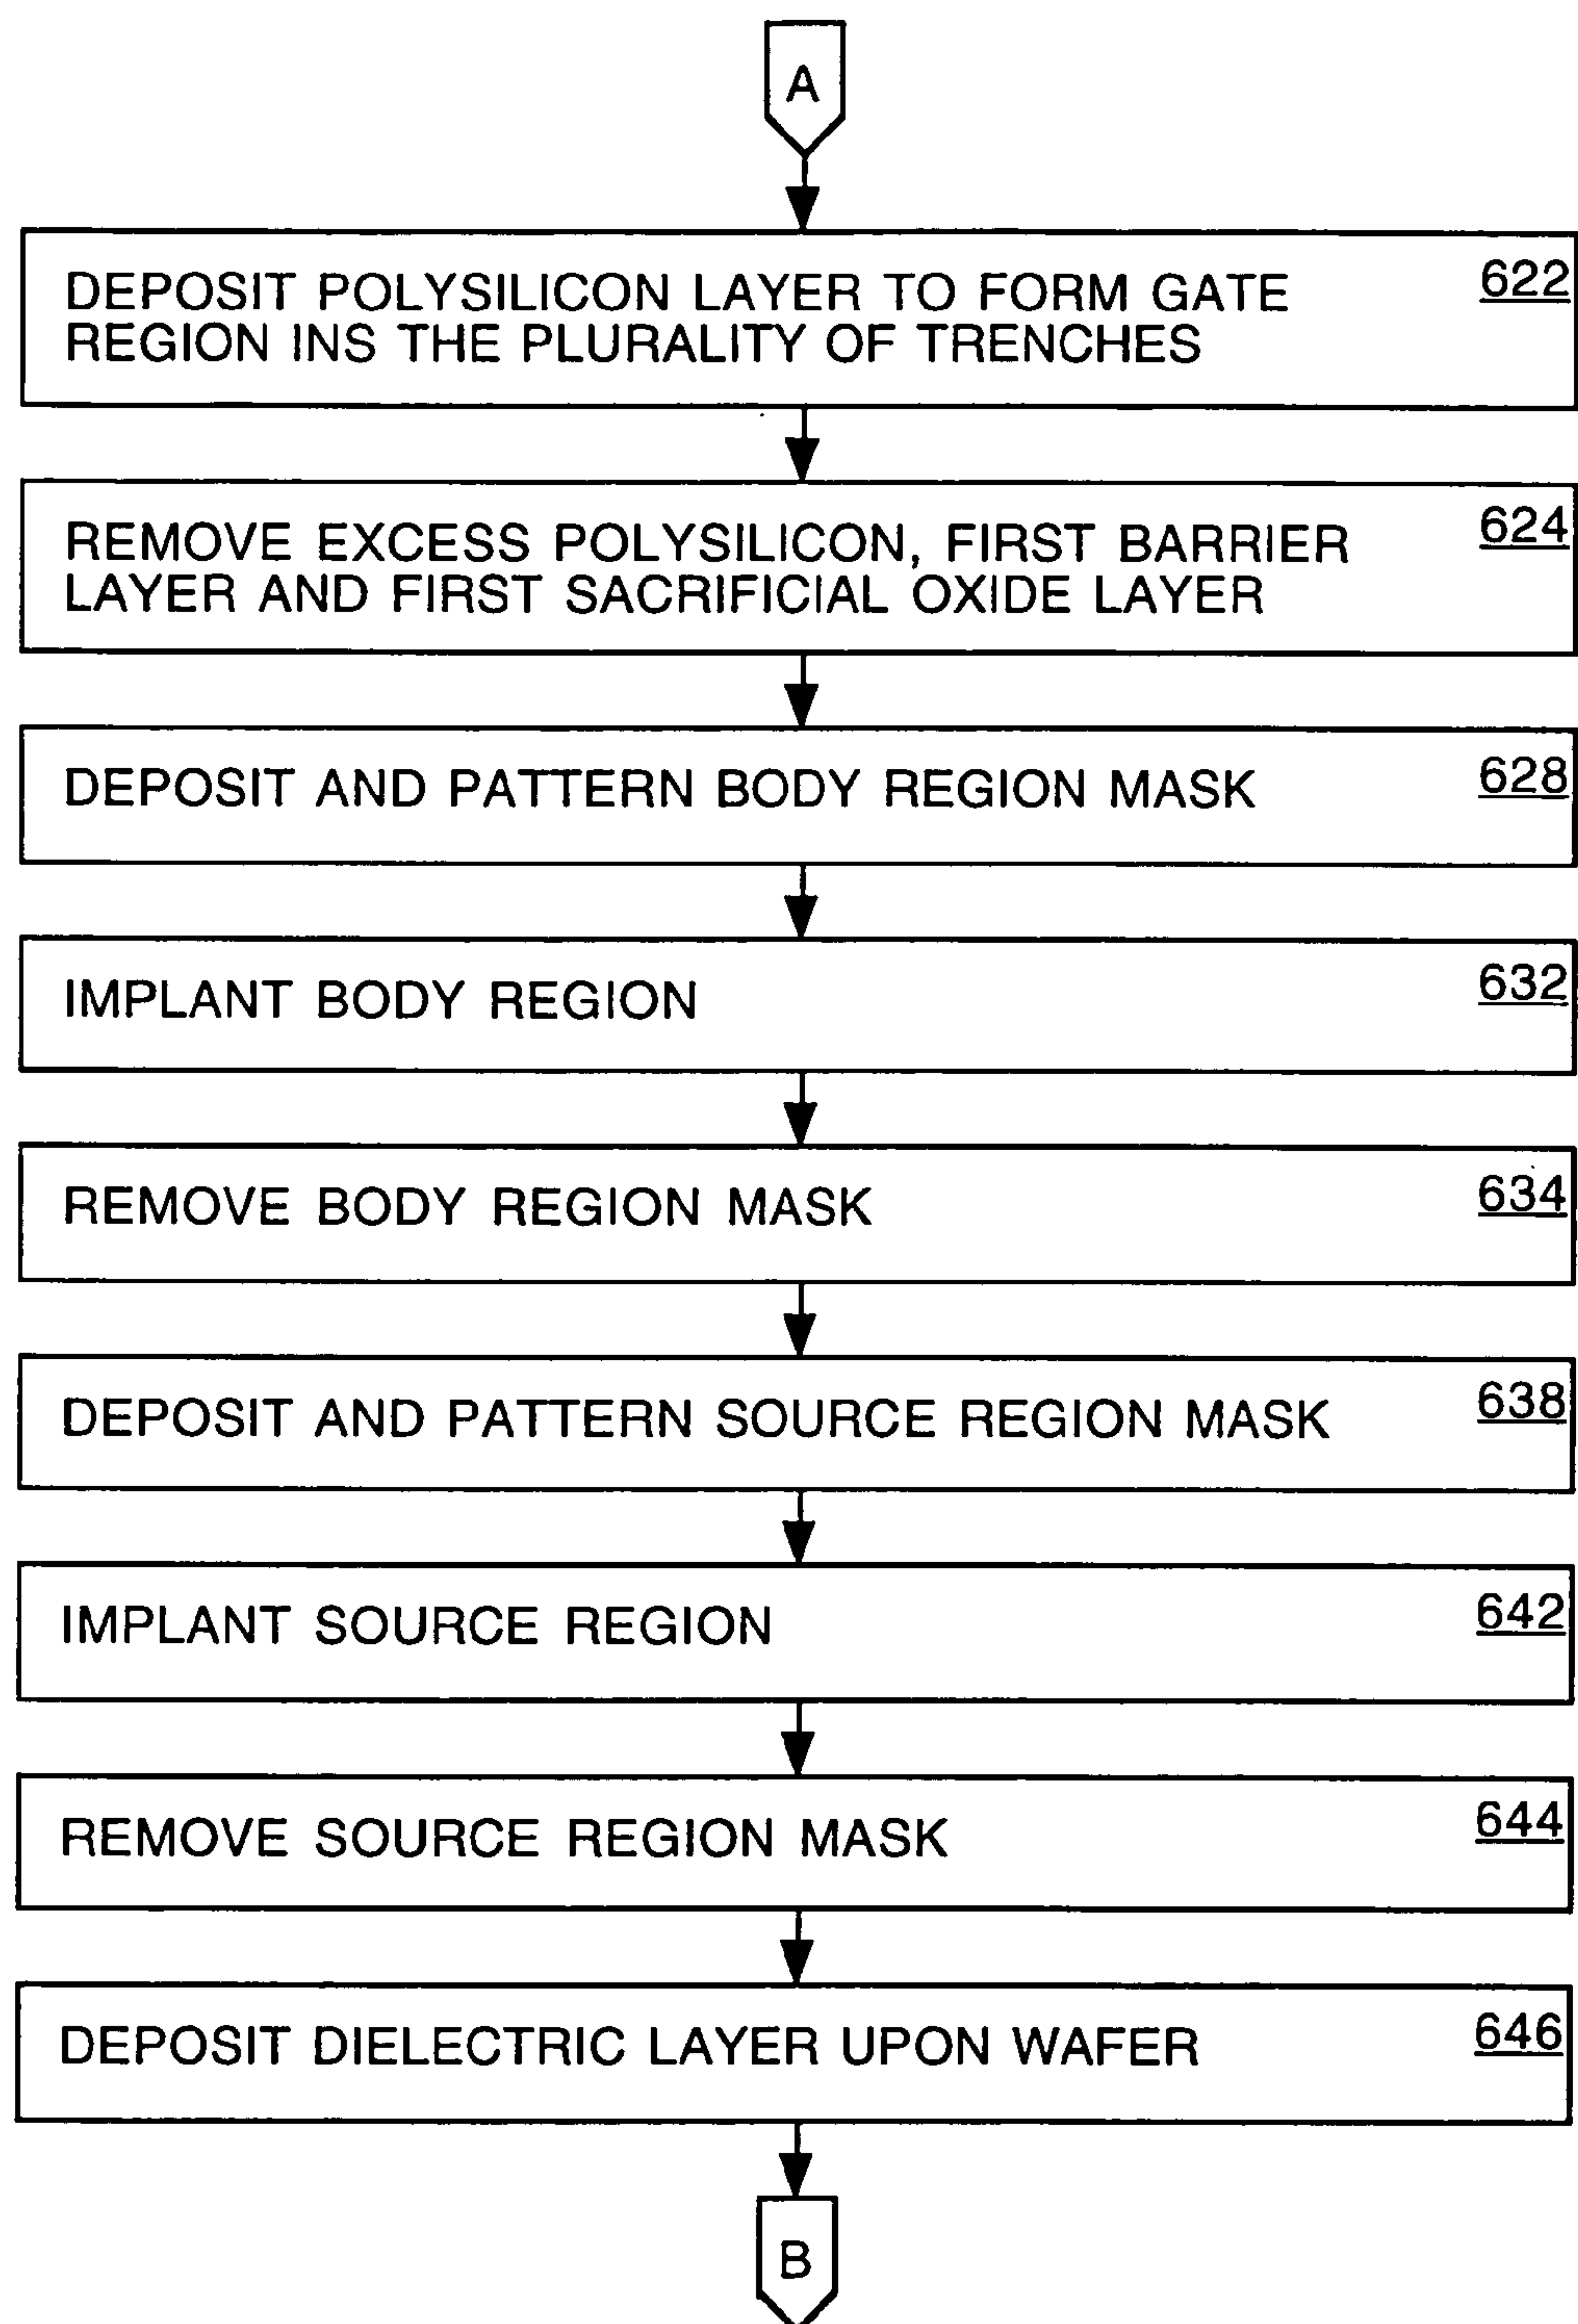 A
DEPOSIT POLYSILICON LAYER TO FORM GATE 622
REGION INS THE PLURALITY OF TRENCHES
REMOVE EXCESS POLYSILICON, FIRST BARRIER 624
LAYER AND FIRST SACRIFICIAL OXIDE LAYER
DEPOSIT AND PATTERN BODY REGION MASK 628
IMPLANT BODY REGION 632
REMOVE BODY REGION MASK 634
DEPOSIT AND PATTERN SOURCE REGION MASK 638
IMPLANT SOURCE REGION 642
REMOVE SOURCE REGION MASK 644
DEPOSIT DIELECTRIC LAYER UPON WAFER 646
B